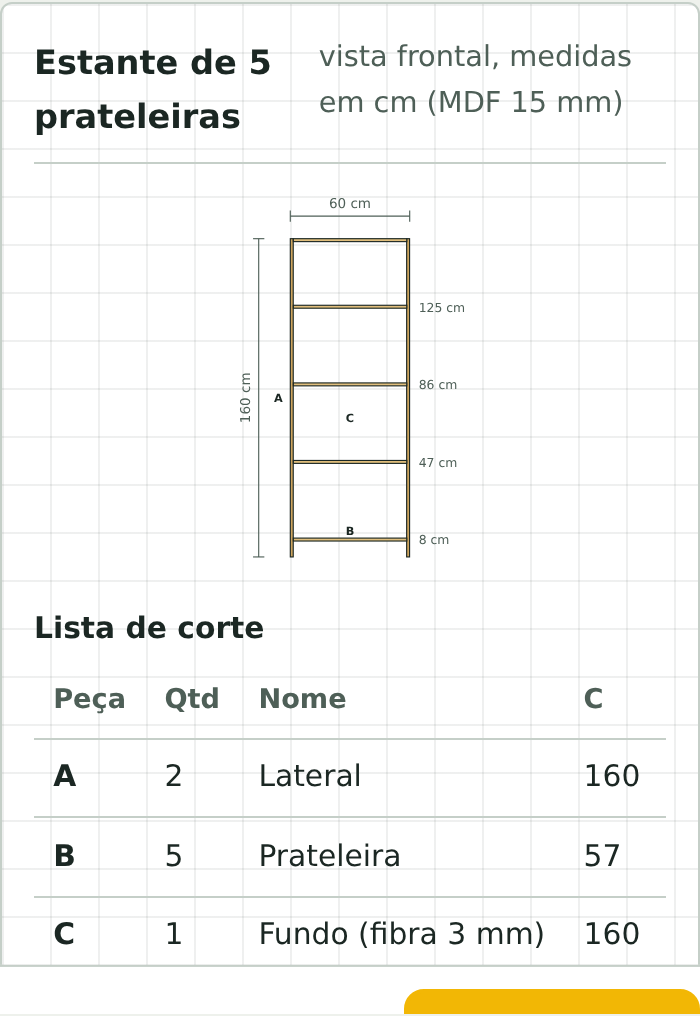 Estante de 5
prateleiras
vista frontal, medidas
em cm (MDF 15 mm)
60 cm
125 cm
86 cm
160 cm
A
C
47 cm
B
8 cm
Lista de corte
Peça Qtd Nome C
A 2 Lateral 160
B 5 Prateleira 57
C 1 Fundo (fibra 3 mm) 160